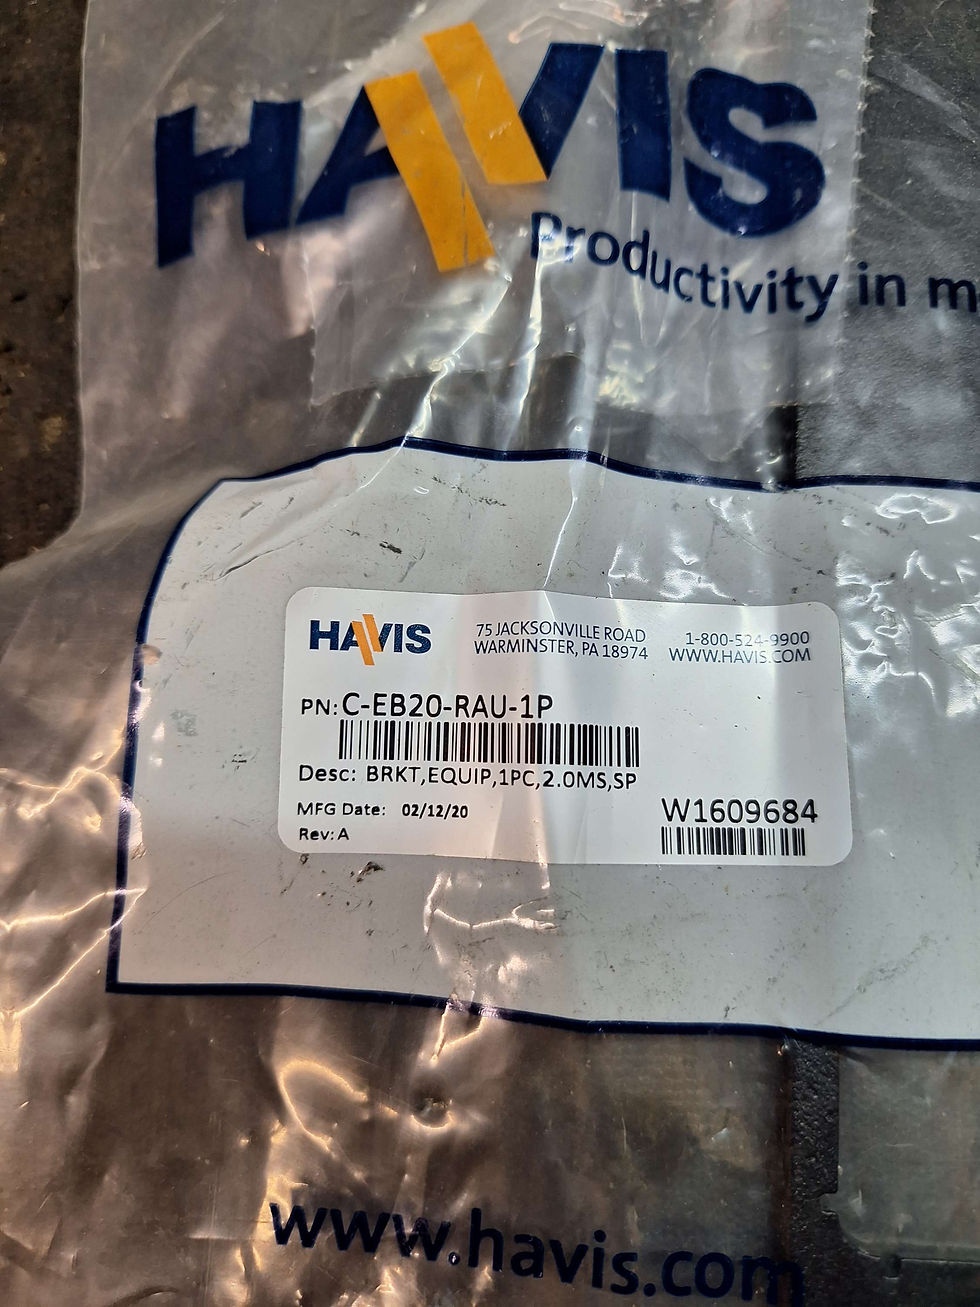 HAVIS
Productivity in m
HAVIS
75 JACKSONVILLE ROAD
WARMINSTER, PA 18974
1-800-524-9900
WWW.HAVIS.COM
PN: C-EB20-RAU-1P
Desc: BRKT,EQUIP,1PC,2.0MS,SP
MFG Date: 02/12/20
Rev: A
W1609684
www.havis.com